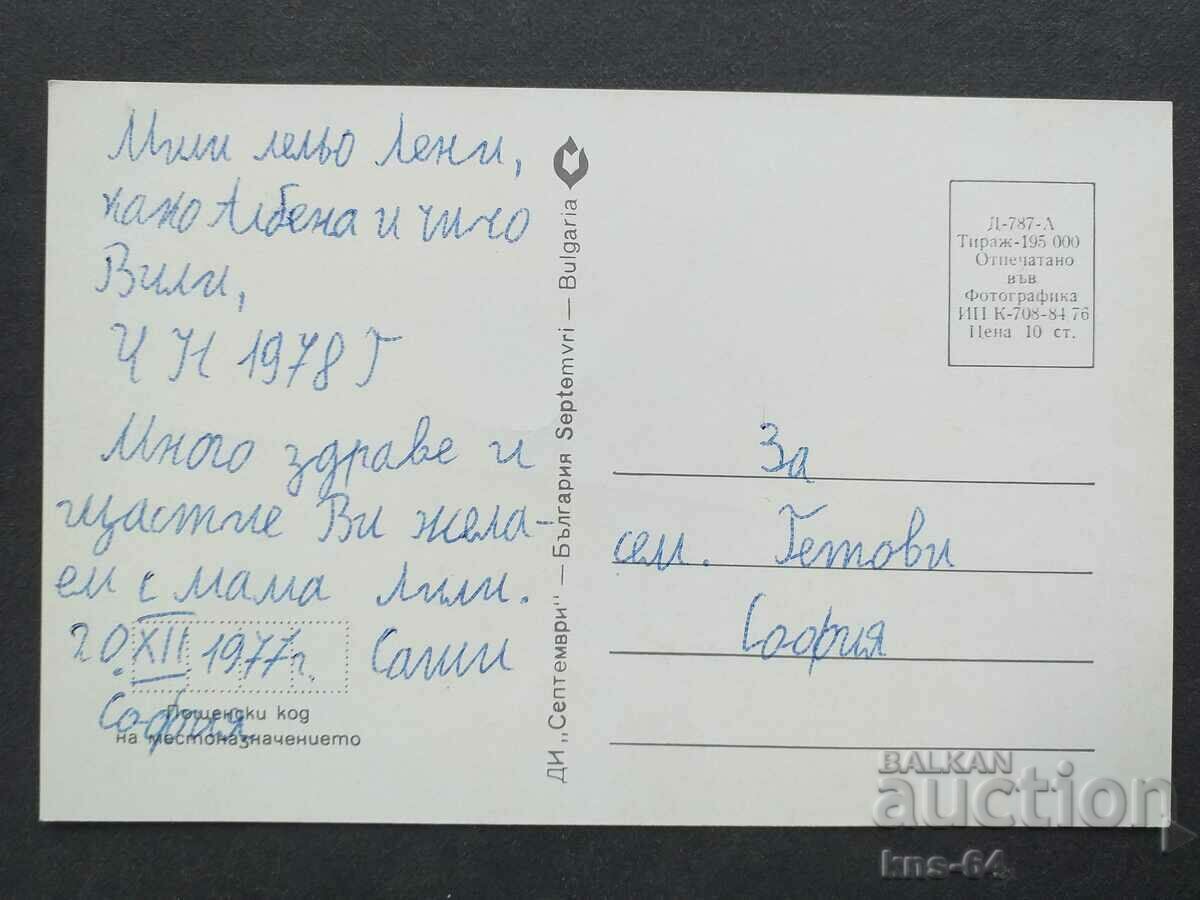 Мили лельо Лени,
како Албена и чичо
Вили,
Ч Н 1978 Г
Много здраве и
щастие Ви жела-
ем с мама Лили.
20.XII 1977г. Саши
София
Пощенски код
на местоназначението
ДИ „Септември" — България Septemvri — Bulgaria
Д-787-А
Тираж-195 000
Отпечатано
във
Фотографика
ИП К-708-84 76
Цена 10 ст.
За
сем. Гетови
София
BALKAN
auction
kns-64